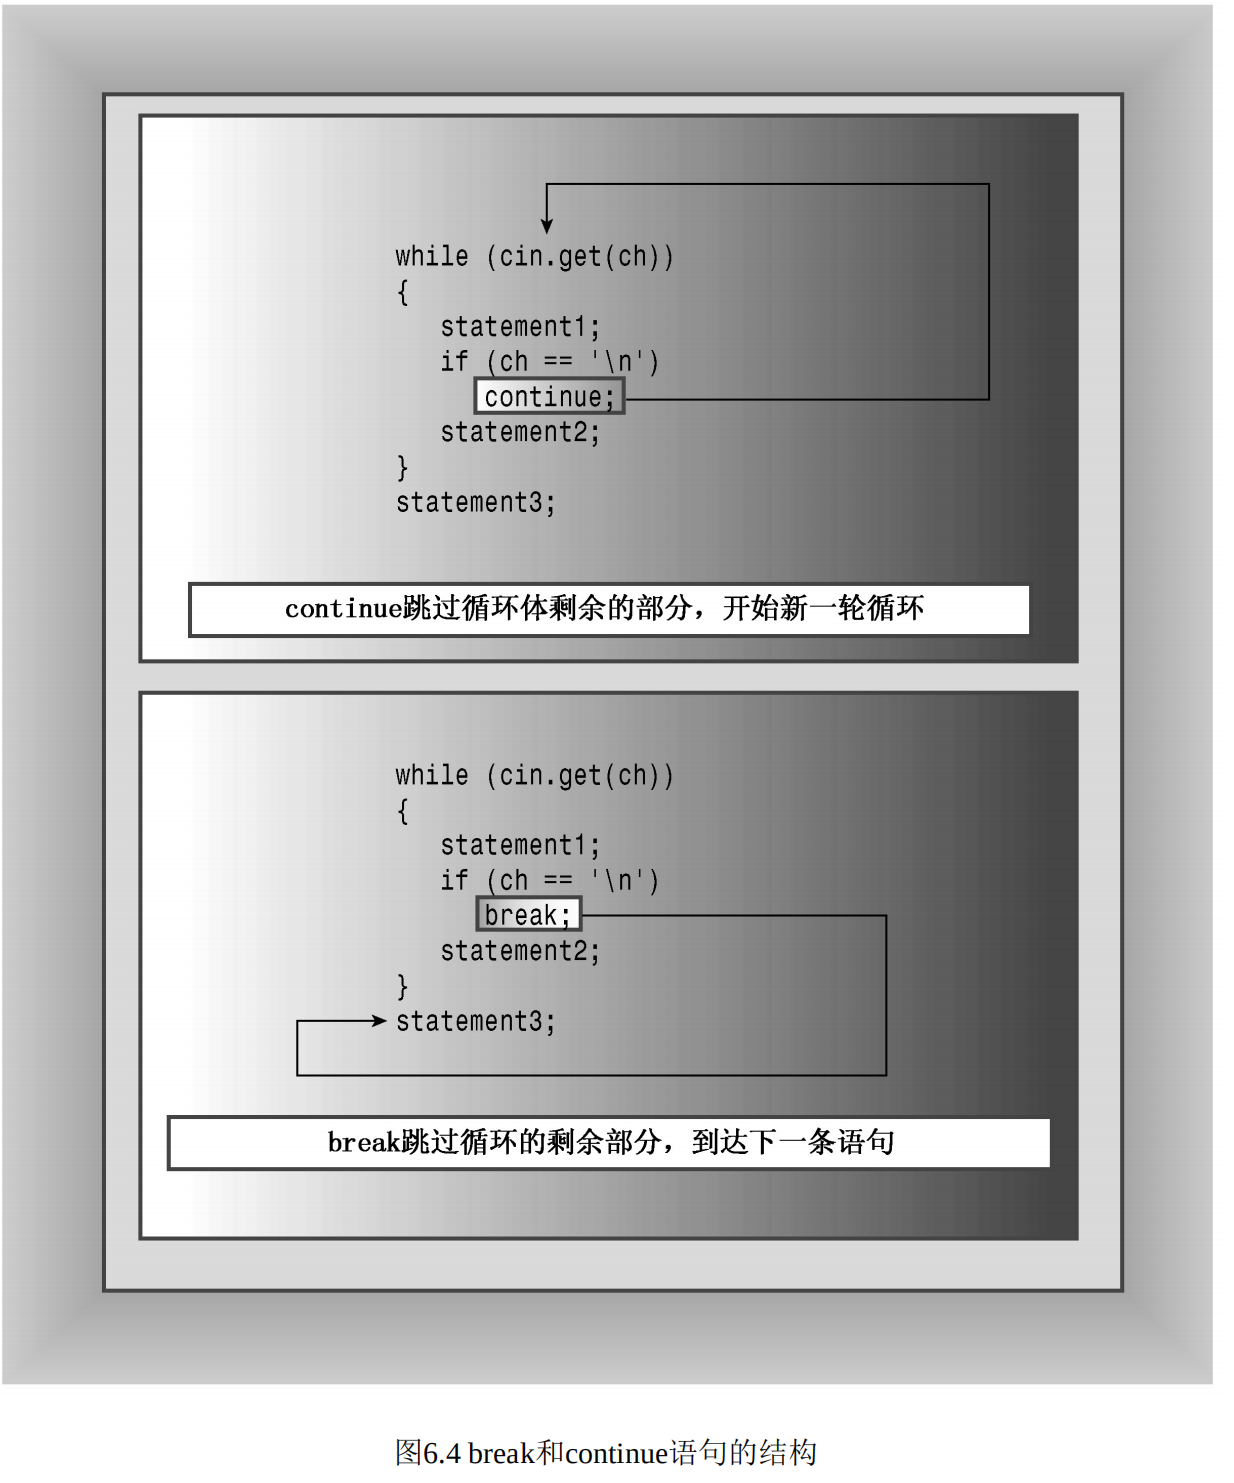 while (cin.get(ch))
{
statement1;
if (ch == '\n')
continue;
statement2;
}
statement3;
continue跳过循环体剩余的部分，开始新一轮循环
while (cin.get(ch))
{
statement1;
if (ch == '\n')
break;
statement2;
}
statement3;
break跳过循环的剩余部分，到达下一条语句
图6.4 break和continue语句的结构